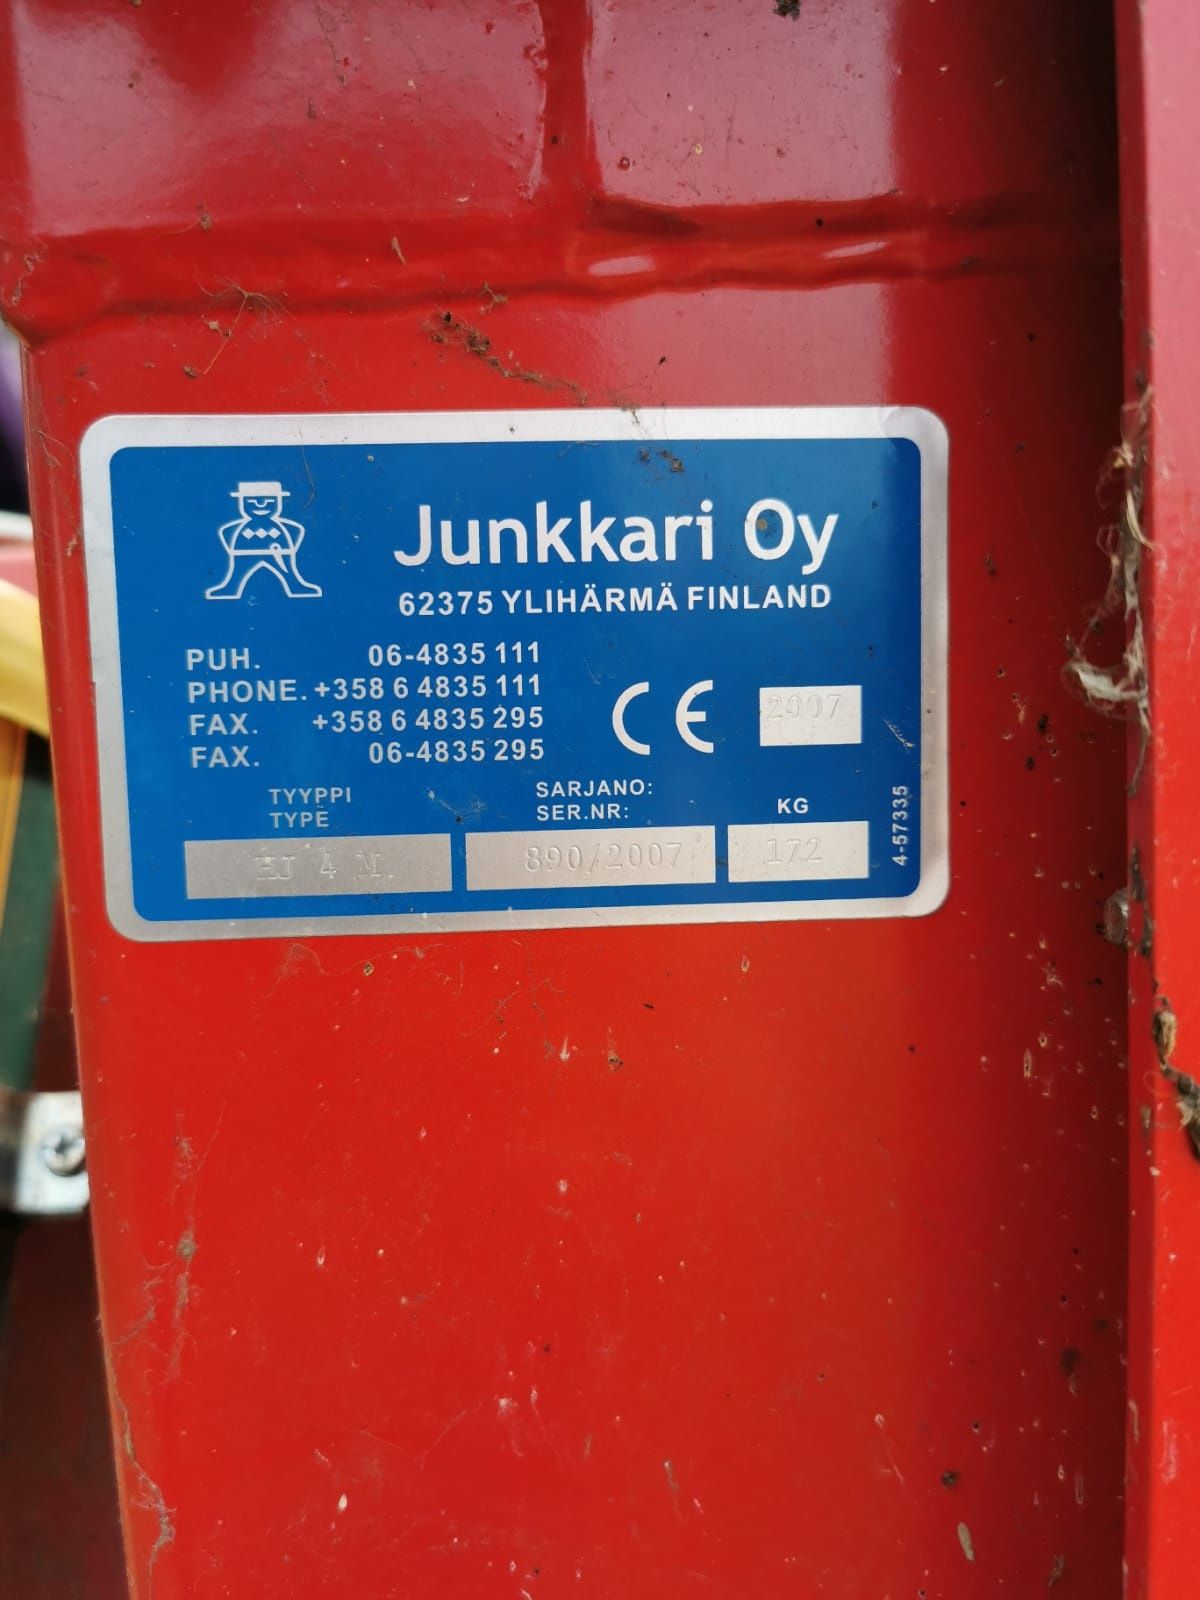 Junkkari Oy
62375 YLIHÄRMÄ FINLAND
PUH. 06-4835 111
PHONE. +358 6 4835 111
FAX. +358 6 4835 295
FAX. 06-4835 295
CE 2007
TYYPPI
TYPE
SARJANO:
SER.NR:
KG
HJ 4 M
890/2007
172
4-57335